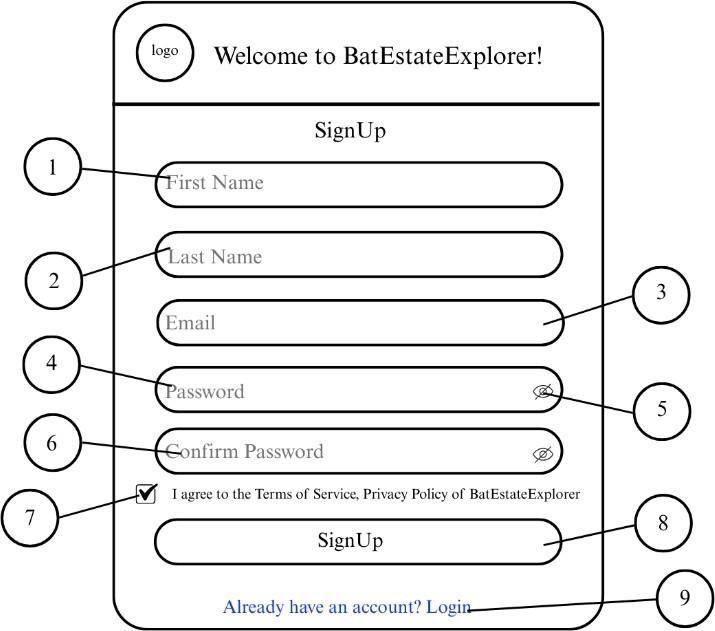 logo
Welcome to BatEstateExplorer!
SignUp
1
First Name
2
Last Name
3
Email
4
Password
5
6
Confirm Password
7
I agree to the Terms of Service, Privacy Policy of BatEstateExplorer
8
SignUp
9
Already have an account? Login